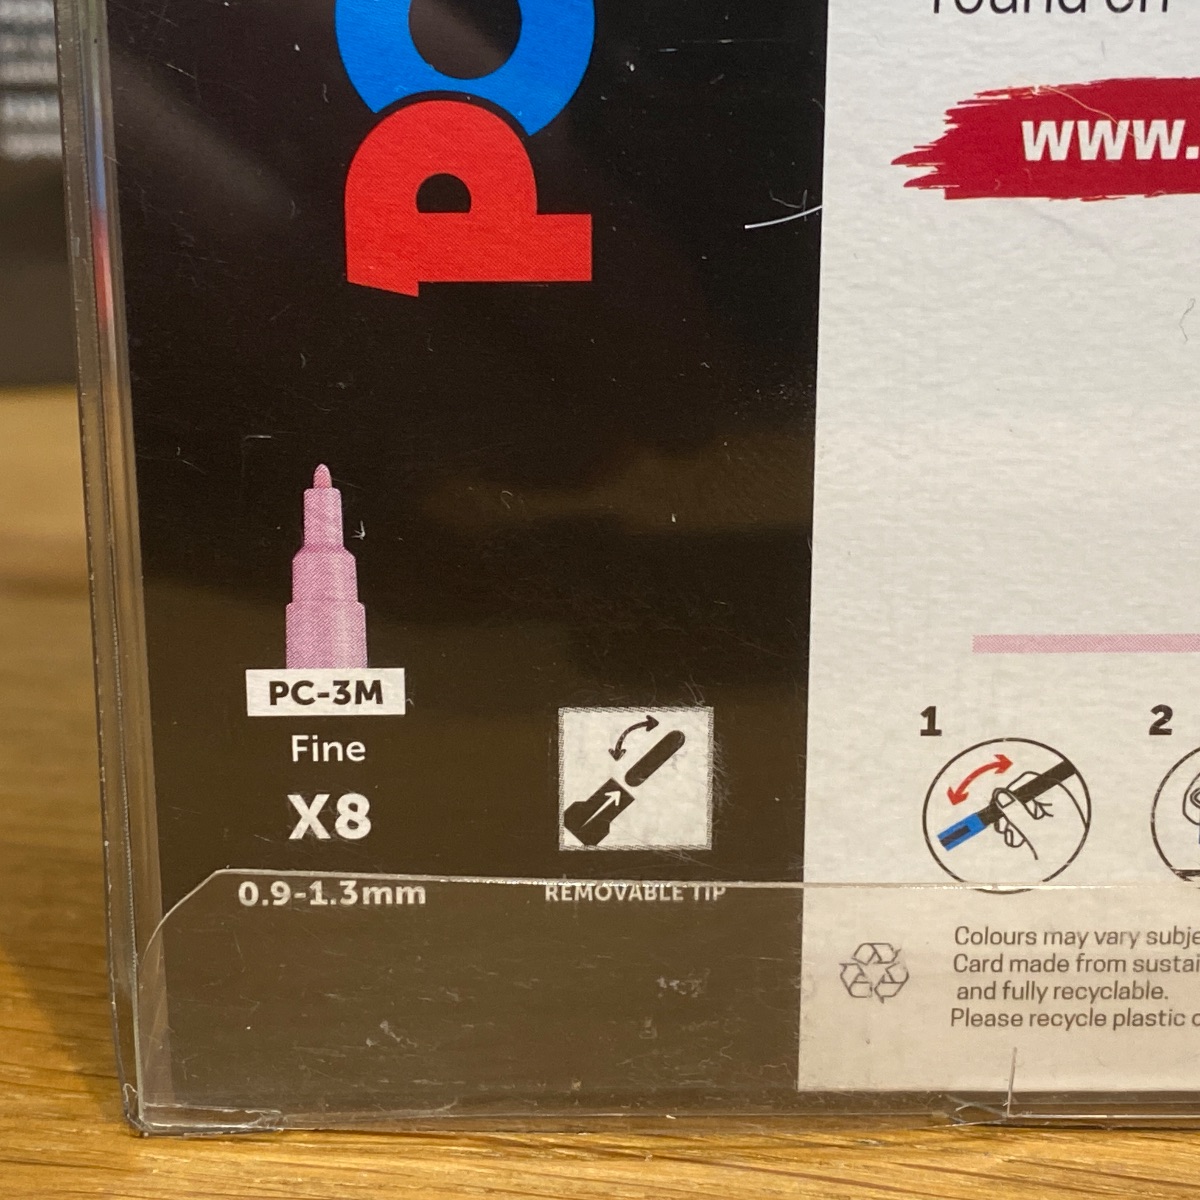 round on
www.
po
PC-3M
Fine
X8
0.9-1.3mm
REMOVABLE TIP
1
2
Colours may vary subje
Card made from sustai
and fully recyclable.
Please recycle plastic